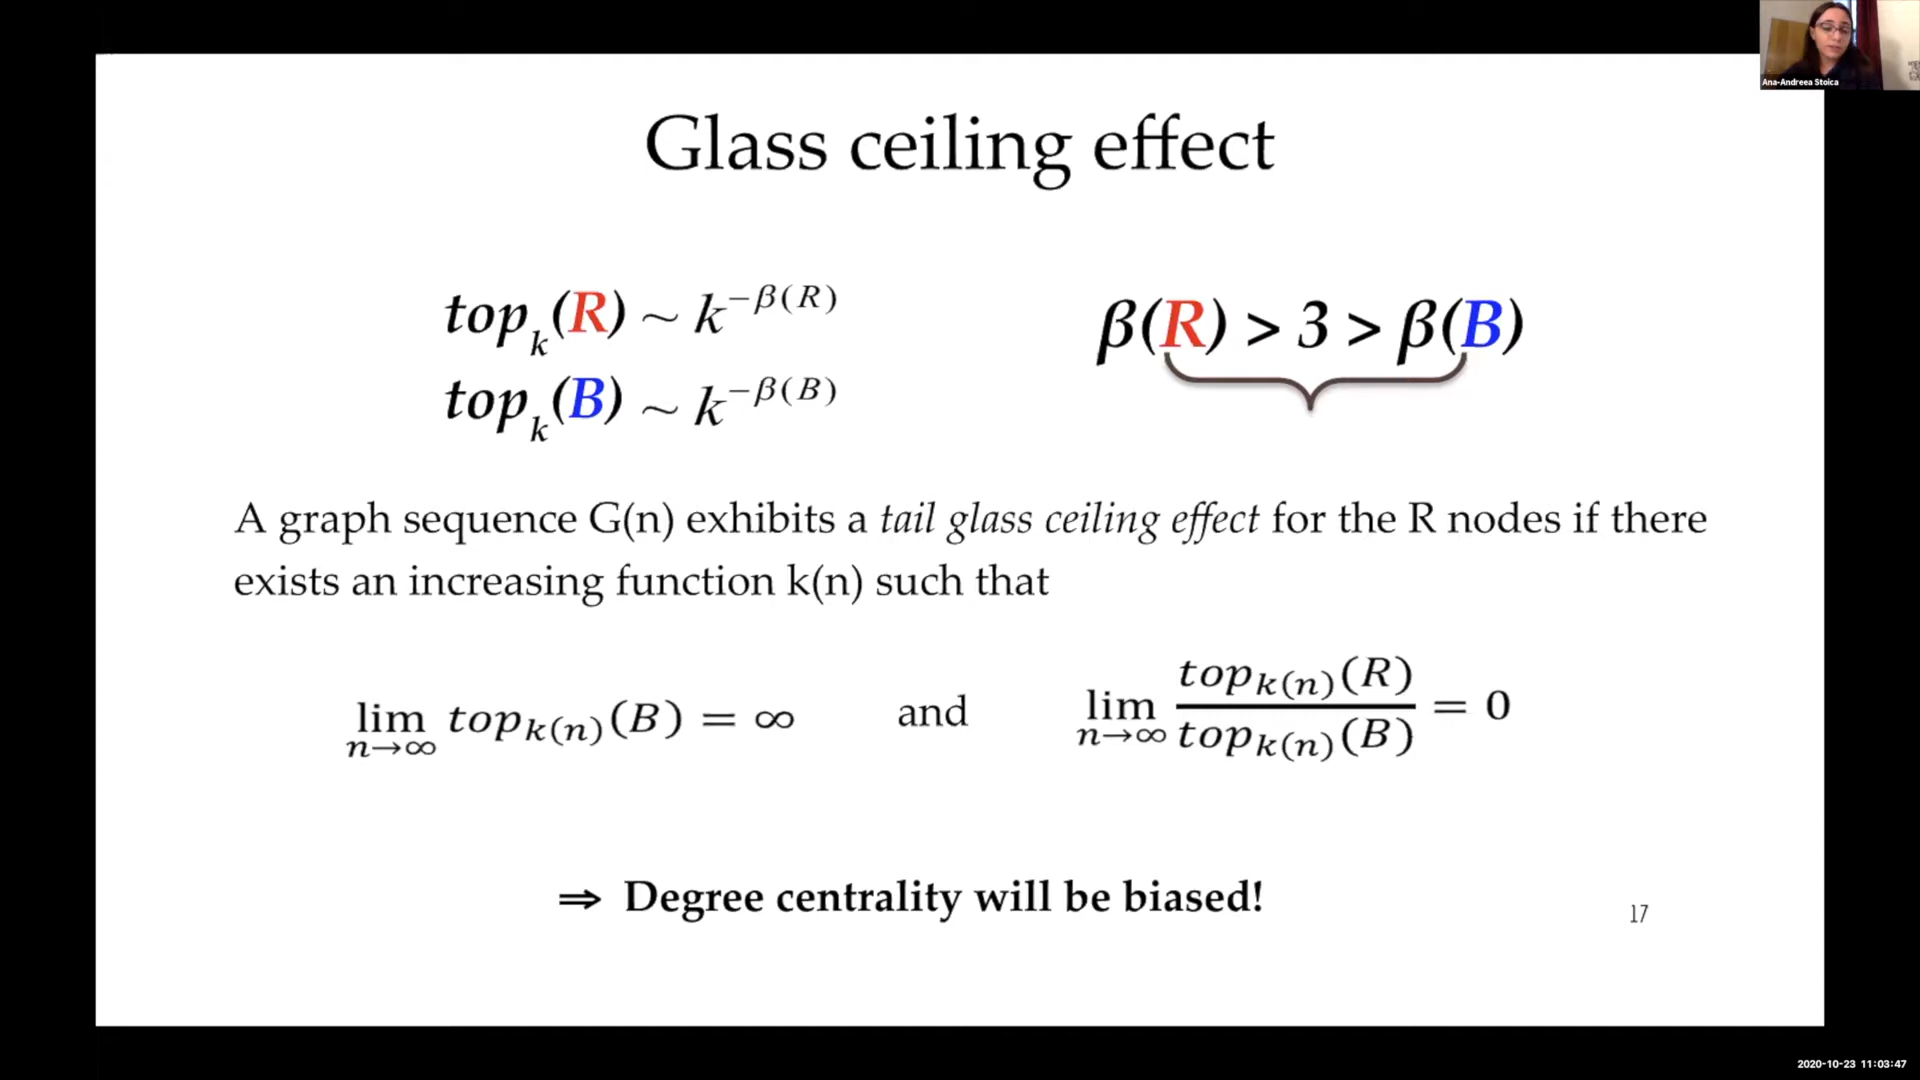 Ana-Andreea Stoica
Glass ceiling effect
topₖ(R) ~ k^{−β(R)}
β(R) > 3 > β(B)
topₖ(B) ~ k^{−β(B)}
A graph sequence G(n) exhibits a tail glass ceiling effect for the R nodes if there
exists an increasing function k(n) such that
lim_{n→∞} top_{k(n)}(B) = ∞ and lim_{n→∞} top_{k(n)}(R) / top_{k(n)}(B) = 0
⇒ Degree centrality will be biased!
17
2020-10-23 11:03:47